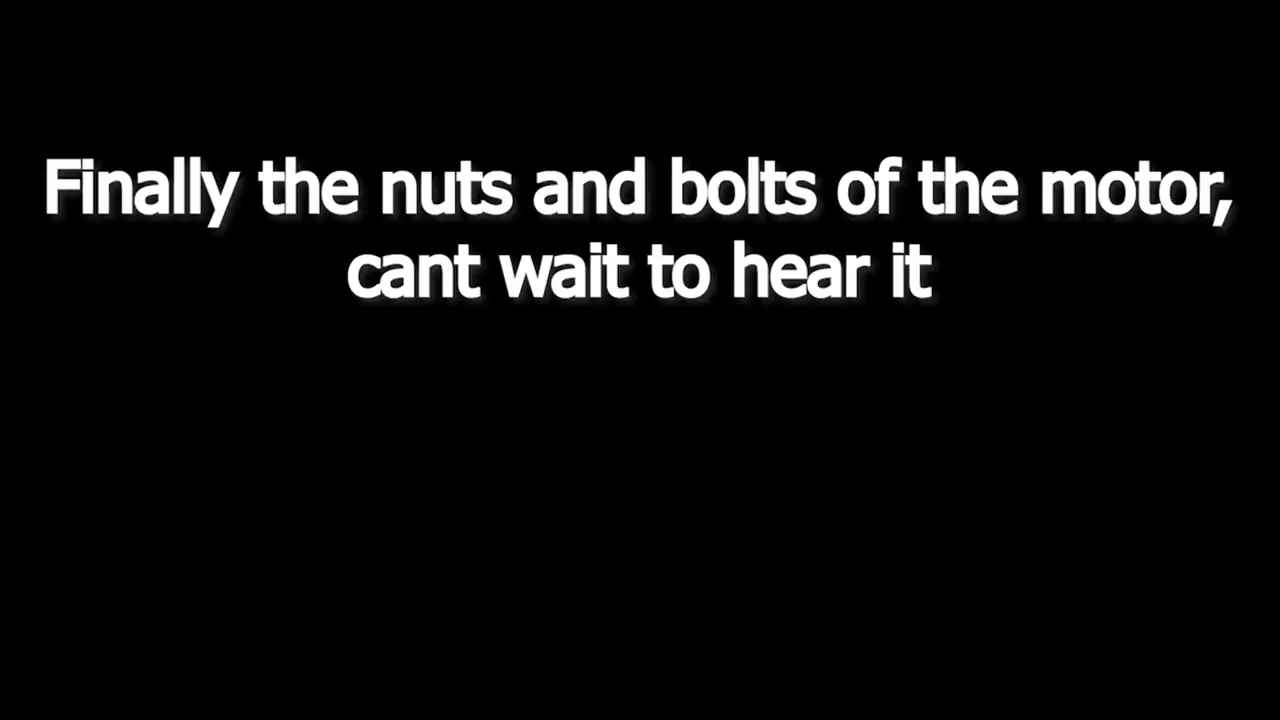 Finally the nuts and bolts of the motor,
cant wait to hear it